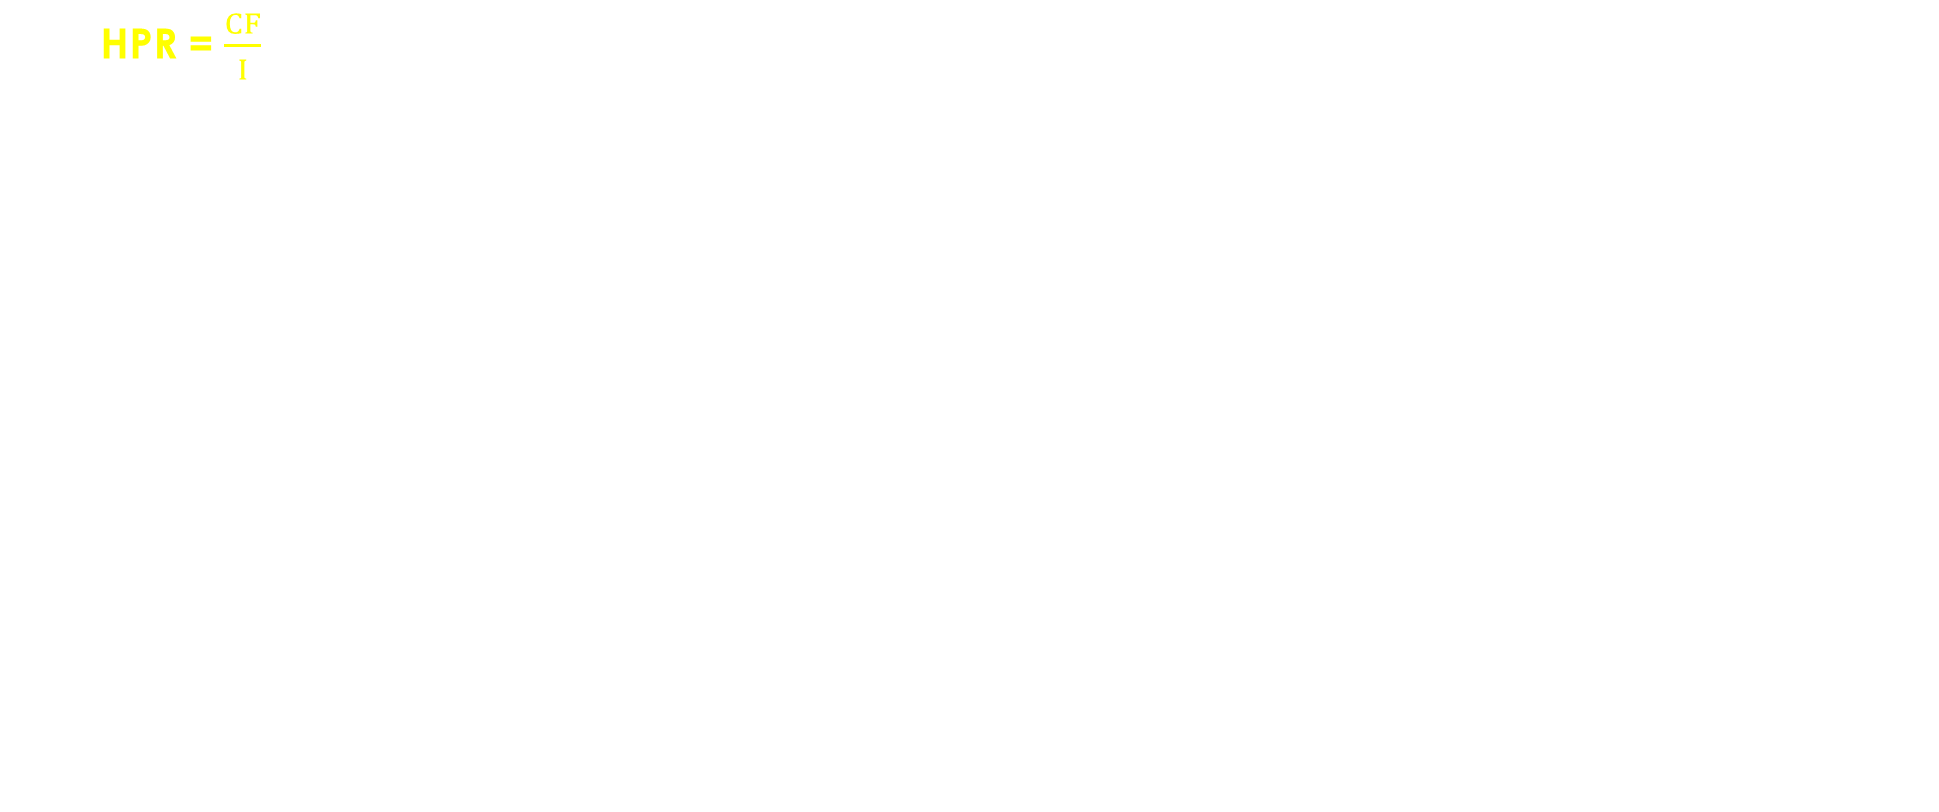 HPR = CF/I